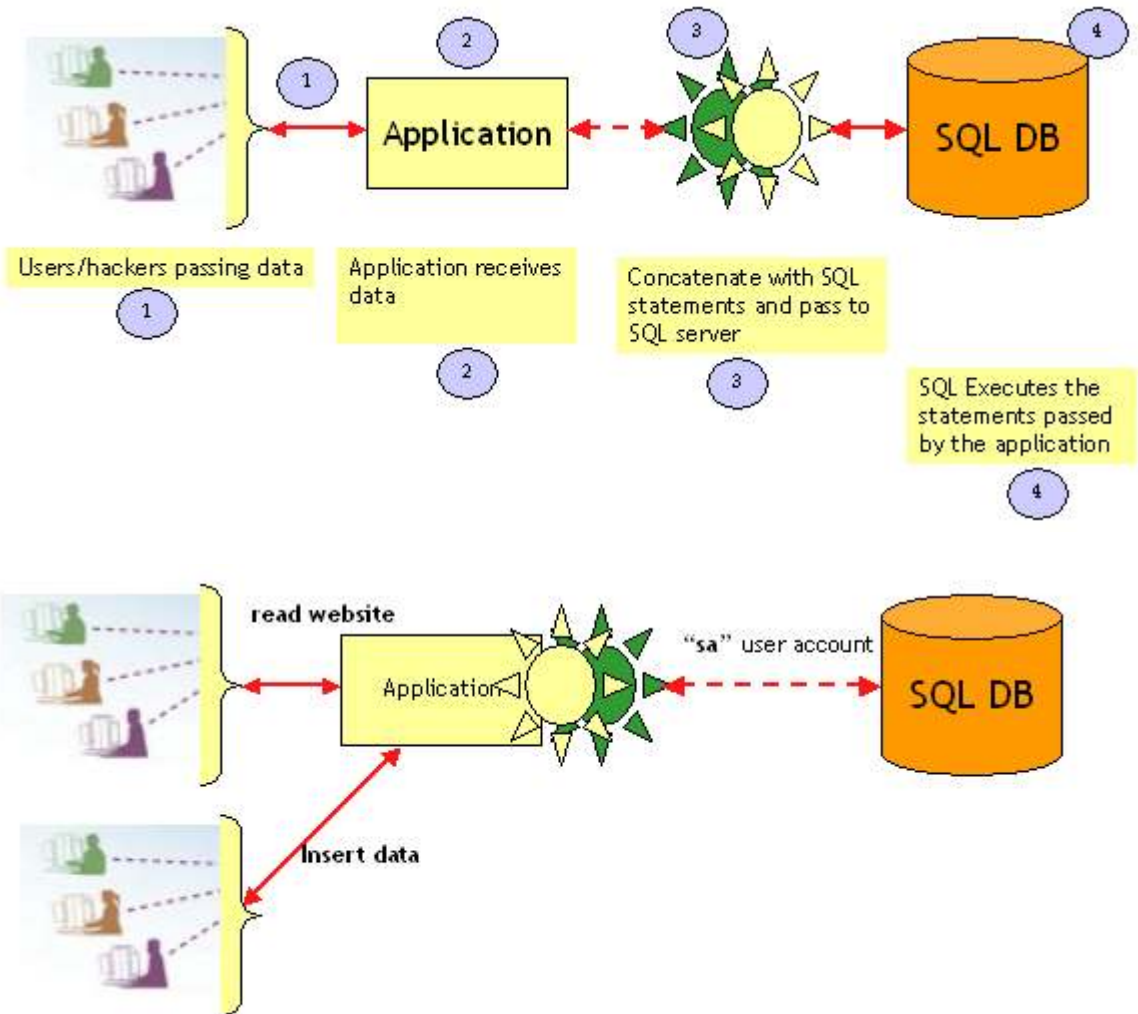 1
2
3
4
Application
SQL DB
Users/hackers passing data
1
Application receives
data
2
Concatenate with SQL
statements and pass to
SQL server
3
SQL Executes the
statements passed
by the application
4
read website
Application
"sa" user account
SQL DB
Insert data